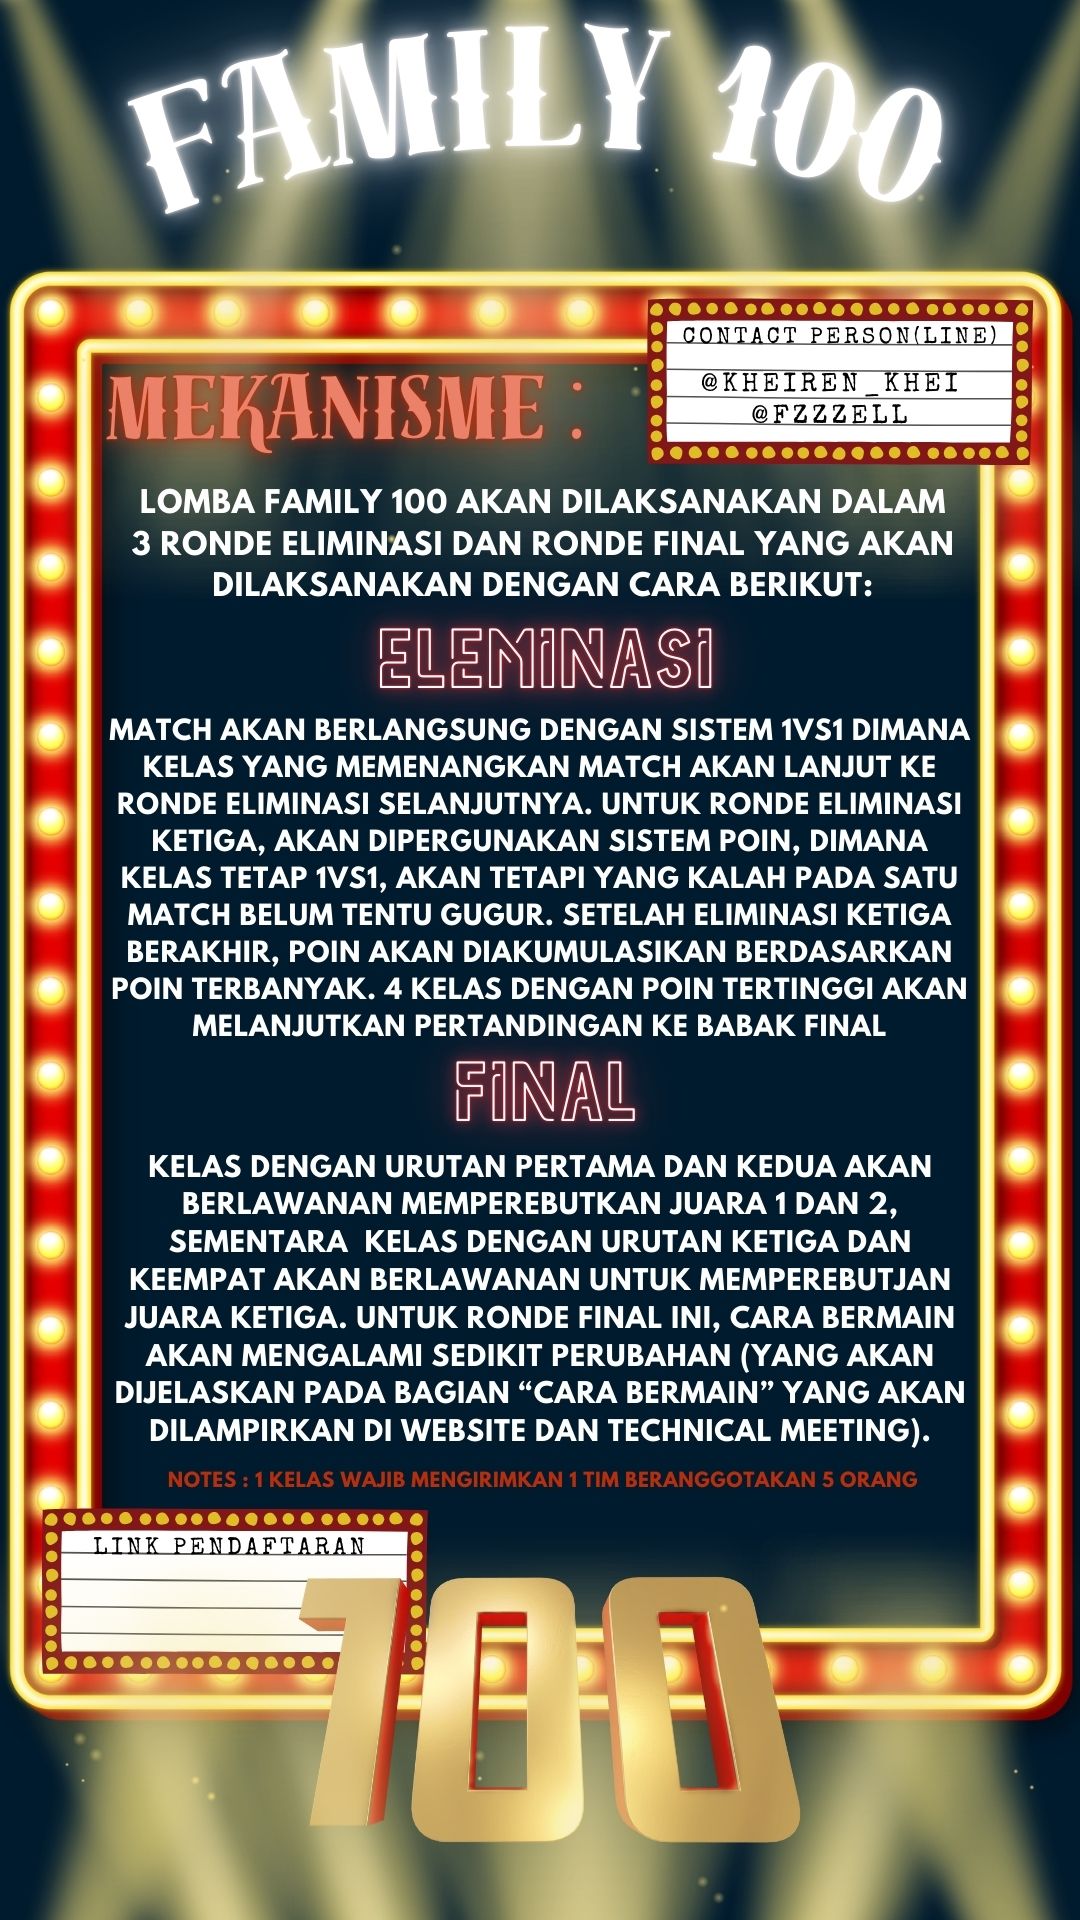 FAMILY 100
CONTACT PERSON(LINE)
@KHEIREN_KHEI
@FZZZELL
MEKANISME :
LOMBA FAMILY 100 AKAN DILAKSANAKAN DALAM
3 RONDE ELIMINASI DAN RONDE FINAL YANG AKAN
DILAKSANAKAN DENGAN CARA BERIKUT:
ELEMINASI
MATCH AKAN BERLANGSUNG DENGAN SISTEM 1VS1 DIMANA
KELAS YANG MEMENANGKAN MATCH AKAN LANJUT KE
RONDE ELIMINASI SELANJUTNYA. UNTUK RONDE ELIMINASI
KETIGA, AKAN DIPERGUNAKAN SISTEM POIN, DIMANA
KELAS TETAP 1VS1, AKAN TETAPI YANG KALAH PADA SATU
MATCH BELUM TENTU GUGUR. SETELAH ELIMINASI KETIGA
BERAKHIR, POIN AKAN DIAKUMULASIKAN BERDASARKAN
POIN TERBANYAK. 4 KELAS DENGAN POIN TERTINGGI AKAN
MELANJUTKAN PERTANDINGAN KE BABAK FINAL
FINAL
KELAS DENGAN URUTAN PERTAMA DAN KEDUA AKAN
BERLAWANAN MEMPEREBUTKAN JUARA 1 DAN 2,
SEMENTARA  KELAS DENGAN URUTAN KETIGA DAN
KEEMPAT AKAN BERLAWANAN UNTUK MEMPEREBUTJAN
JUARA KETIGA. UNTUK RONDE FINAL INI, CARA BERMAIN
AKAN MENGALAMI SEDIKIT PERUBAHAN (YANG AKAN
DIJELASKAN PADA BAGIAN “CARA BERMAIN” YANG AKAN
DILAMPIRKAN DI WEBSITE DAN TECHNICAL MEETING).
NOTES : 1 KELAS WAJIB MENGIRIMKAN 1 TIM BERANGGOTAKAN 5 ORANG
LINK PENDAFTARAN
100